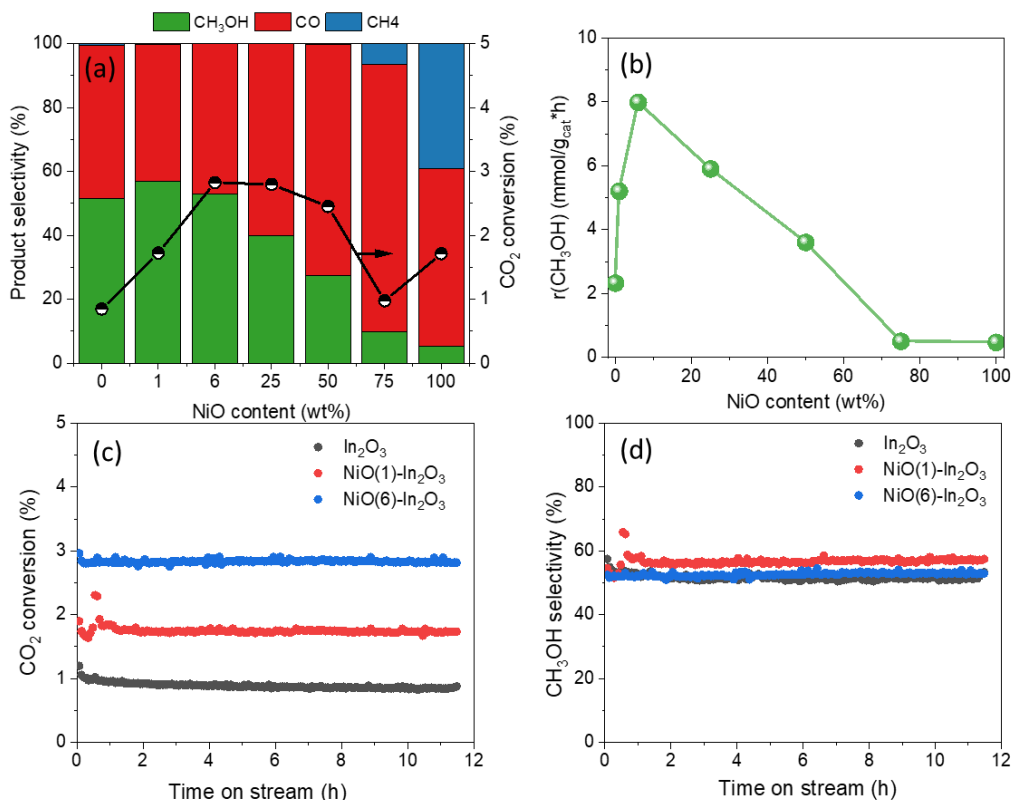 CH₃OH CO CH4
(a)
Product selectivity (%)
100
80
60
40
20
0
5
4
3
2
1
0
CO₂ conversion (%)
0 1 6 25 50 75 100
NiO content (wt%)
(b)
r(CH₃OH) (mmol/g_cat*h)
10
8
6
4
2
0
0 20 40 60 80 100
NiO content (wt%)
(c)
In₂O₃
NiO(1)-In₂O₃
NiO(6)-In₂O₃
CO₂ conversion (%)
5
4
3
2
1
0
0 2 4 6 8 10 12
Time on stream (h)
(d)
In₂O₃
NiO(1)-In₂O₃
NiO(6)-In₂O₃
CH₃OH selectivity (%)
100
80
60
40
20
0
0 2 4 6 8 10 12
Time on stream (h)